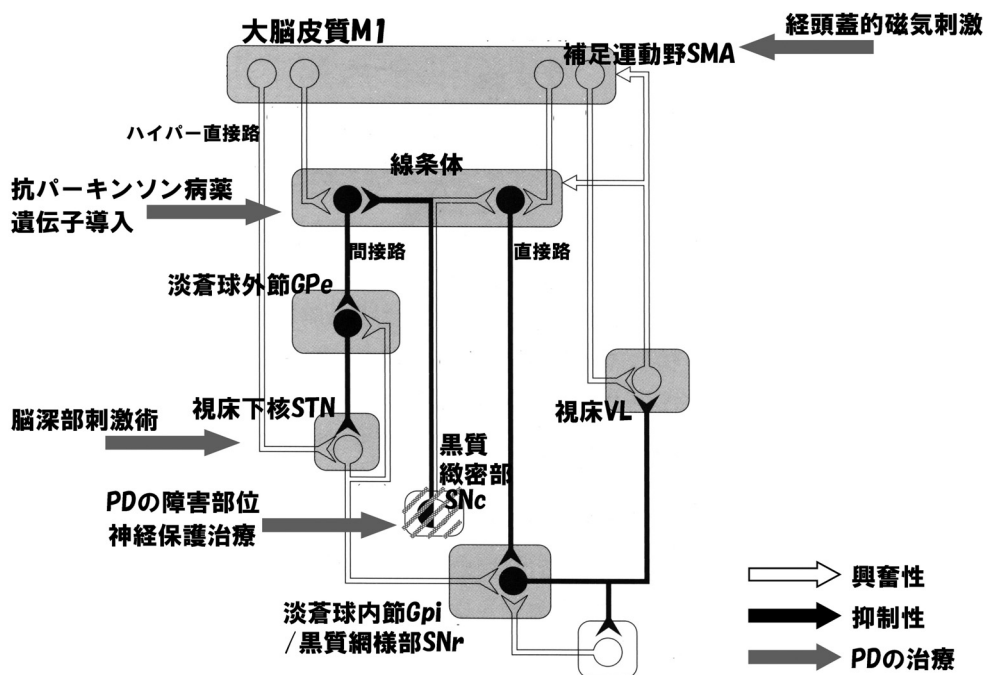 大脳皮質M1
経頭蓋的磁気刺激
補足運動野SMA
ハイパー直接路
線条体
抗パーキンソン病薬
遺伝子導入
間接路
直接路
淡蒼球外節GPe
視床下核STN
視床VL
脳深部刺激術
黒質
緻密部
SNc
PDの障害部位
神経保護治療
淡蒼球内節Gpi
/黒質網様部SNr
興奮性
抑制性
PDの治療